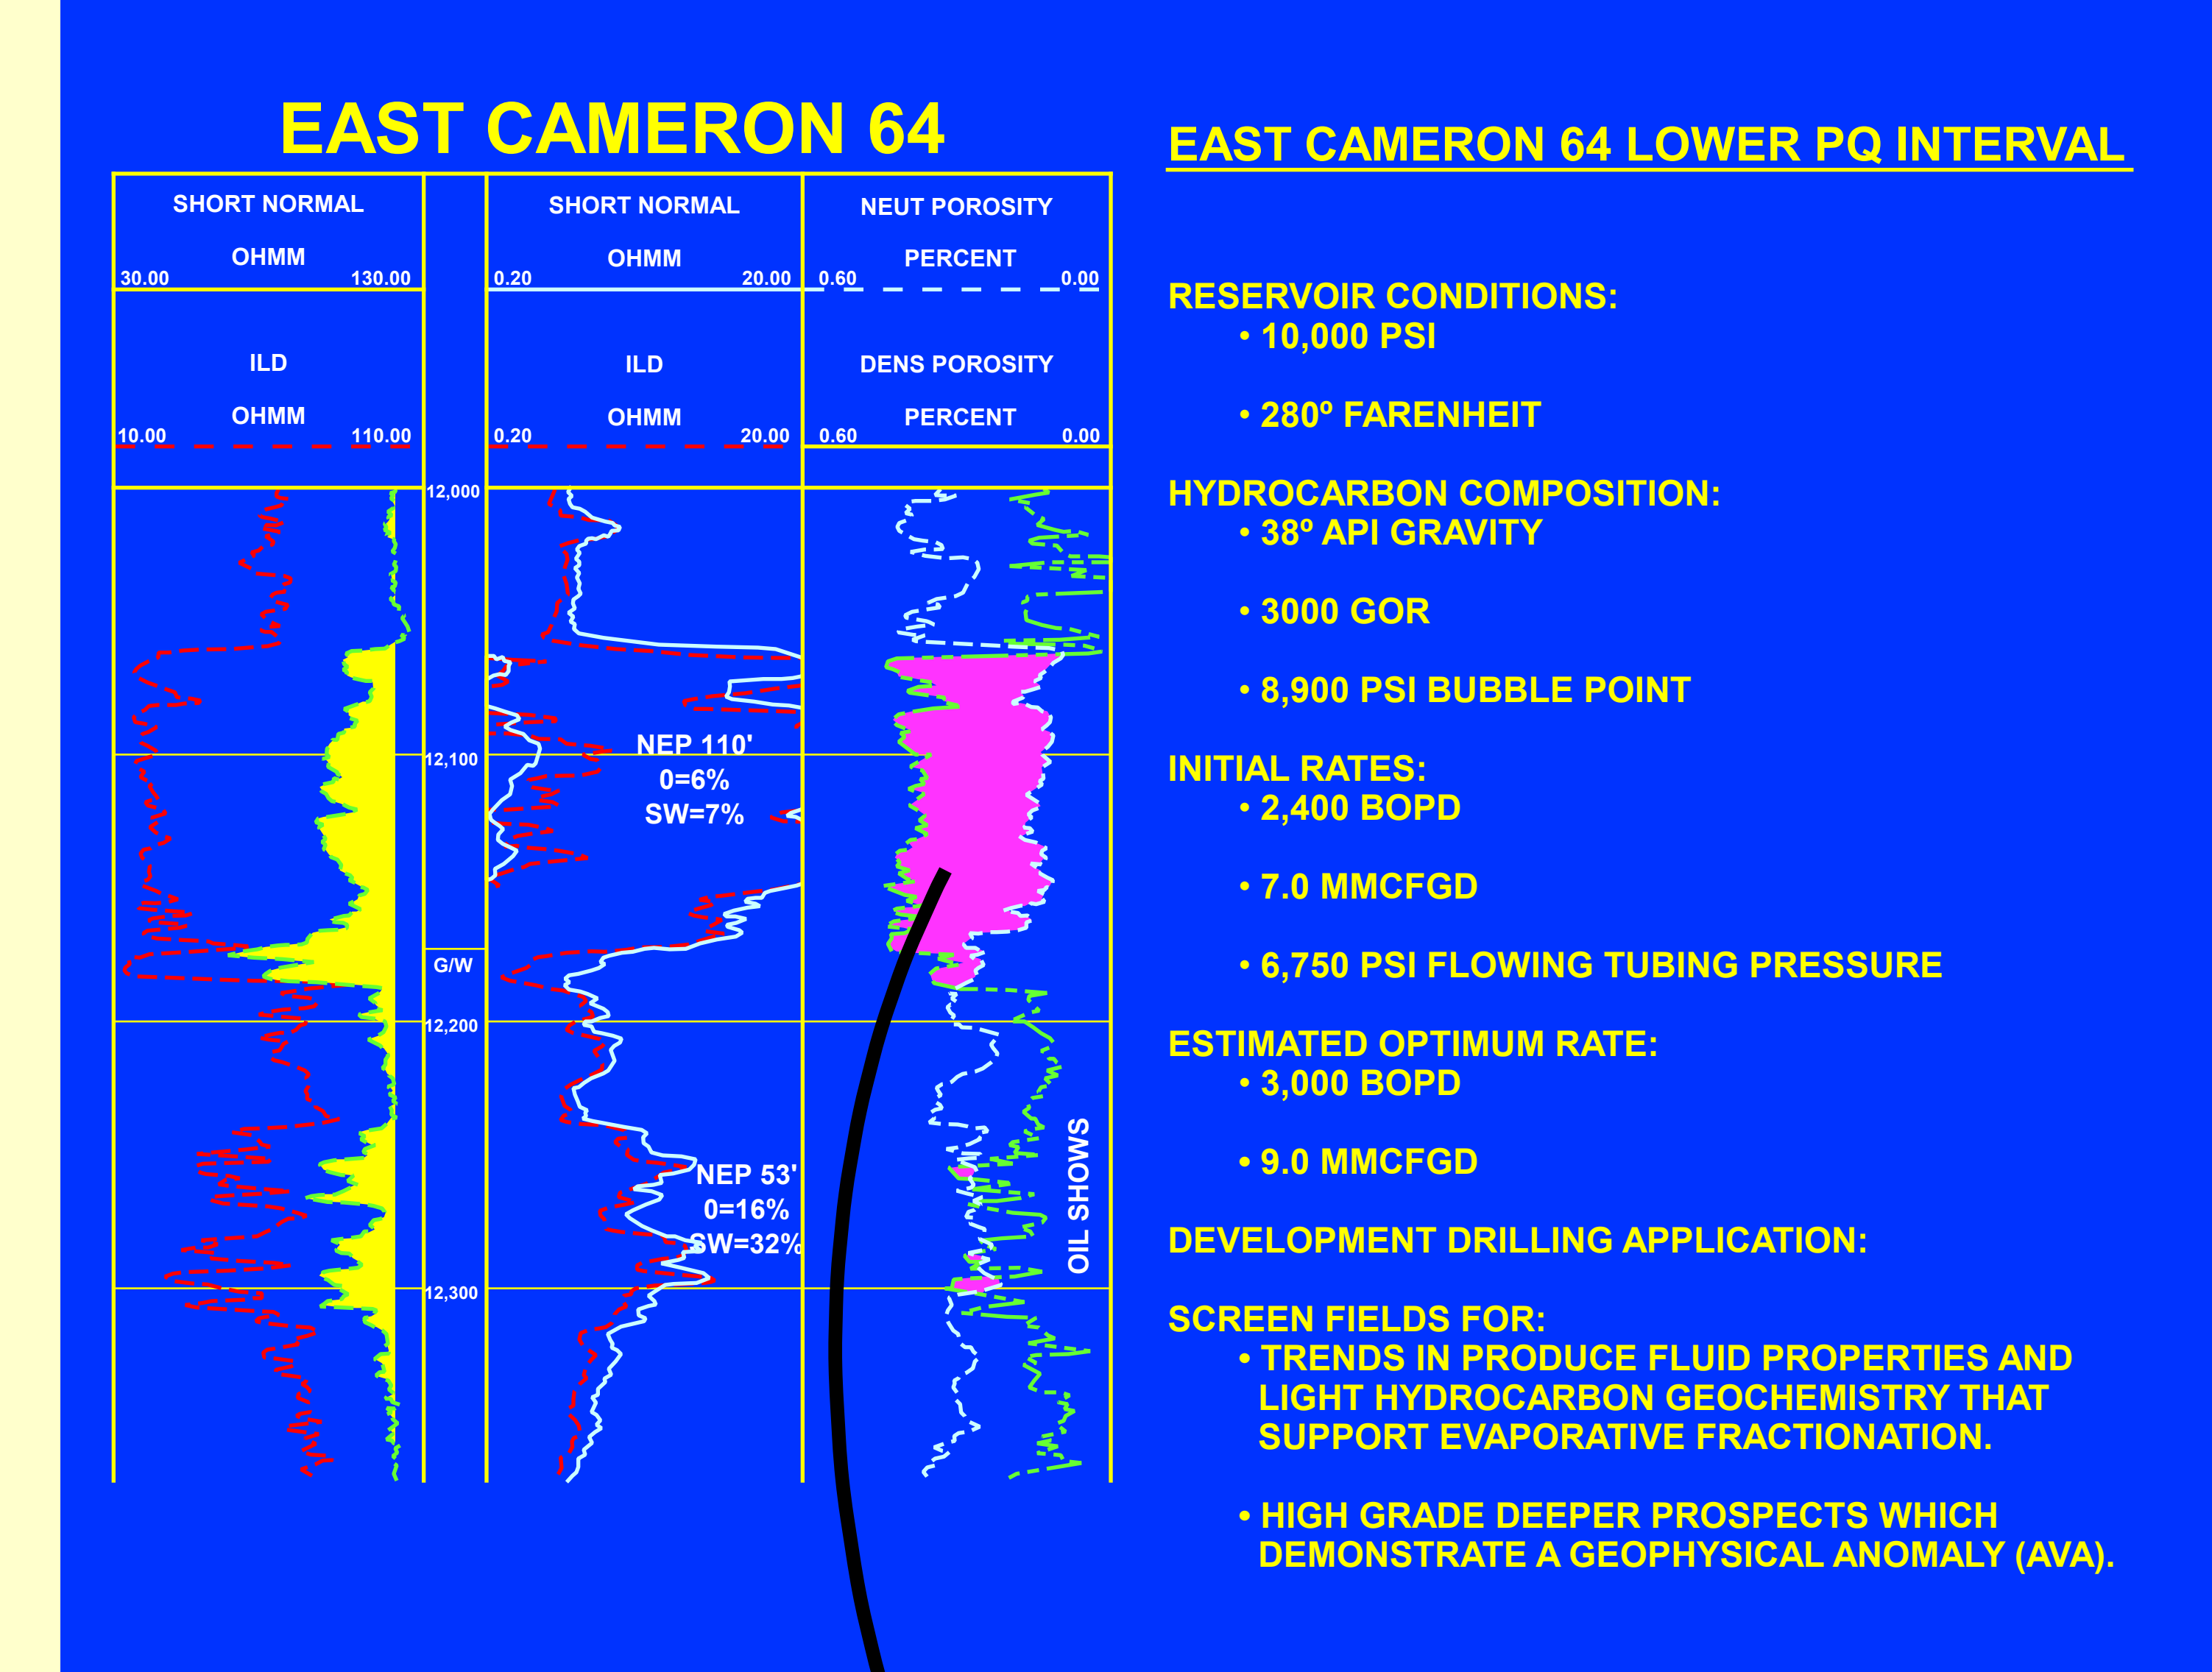 EAST CAMERON 64
SHORT NORMAL
OHMM
30.00 130.00
ILD
OHMM
10.00 110.00
SHORT NORMAL
OHMM
0.20 20.00
ILD
OHMM
0.20 20.00
NEUT POROSITY
PERCENT
0.60 0.00
DENS POROSITY
PERCENT
0.60 0.00
12,000
12,100
G/W
12,200
12,300
NEP 110'
0=6%
SW=7%
NEP 53'
0=16%
SW=32%
OIL SHOWS
EAST CAMERON 64 LOWER PQ INTERVAL
RESERVOIR CONDITIONS:
• 10,000 PSI
• 280º FARENHEIT
HYDROCARBON COMPOSITION:
• 38º API GRAVITY
• 3000 GOR
• 8,900 PSI BUBBLE POINT
INITIAL RATES:
• 2,400 BOPD
• 7.0 MMCFGD
• 6,750 PSI FLOWING TUBING PRESSURE
ESTIMATED OPTIMUM RATE:
• 3,000 BOPD
• 9.0 MMCFGD
DEVELOPMENT DRILLING APPLICATION:
SCREEN FIELDS FOR:
• TRENDS IN PRODUCE FLUID PROPERTIES AND
LIGHT HYDROCARBON GEOCHEMISTRY THAT
SUPPORT EVAPORATIVE FRACTIONATION.
• HIGH GRADE DEEPER PROSPECTS WHICH
DEMONSTRATE A GEOPHYSICAL ANOMALY (AVA).